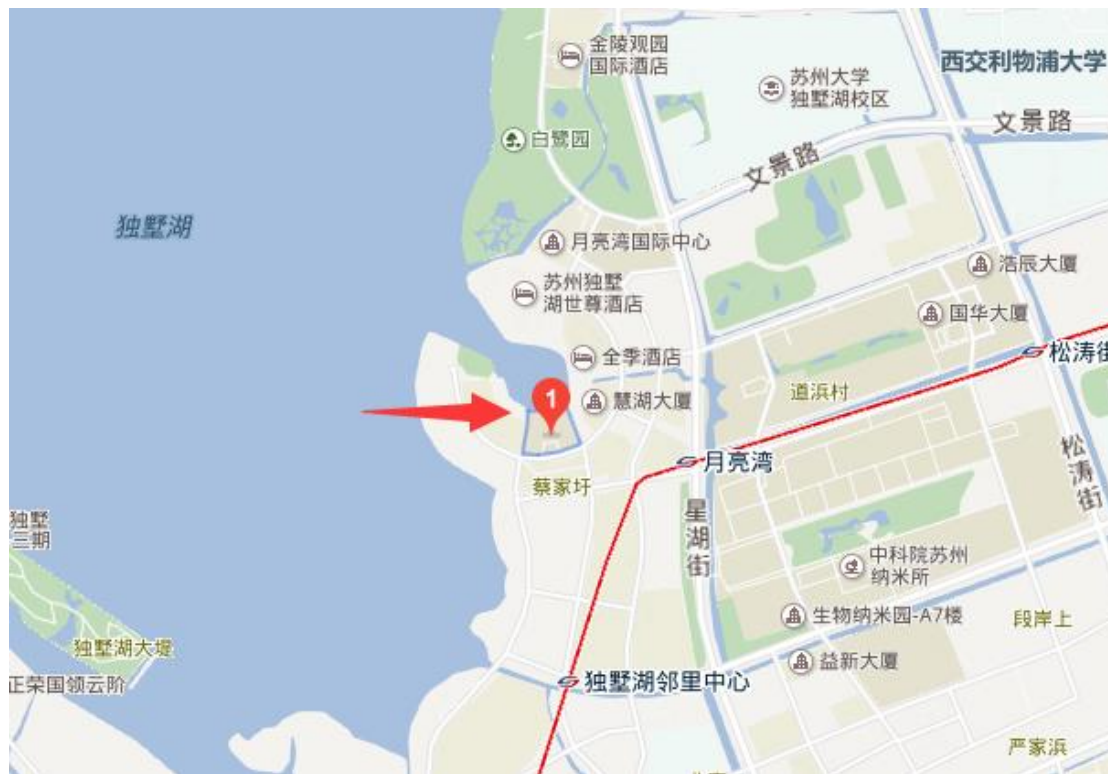 金陵观园
国际酒店
西交利物浦大学
苏州大学
独墅湖校区
文景路
白鹭园
文景路
独墅湖
月亮湾国际中心
浩辰大厦
苏州独墅
湖世尊酒店
国华大厦
全季酒店
松涛街
1
慧湖大厦
道浜村
月亮湾
松涛街
蔡家圩
独墅
三期
星湖街
中科院苏州
纳米所
生物纳米园-A7楼
段岸上
独墅湖大堤
益新大厦
正荣国领云阶
独墅湖邻里中心
严家浜